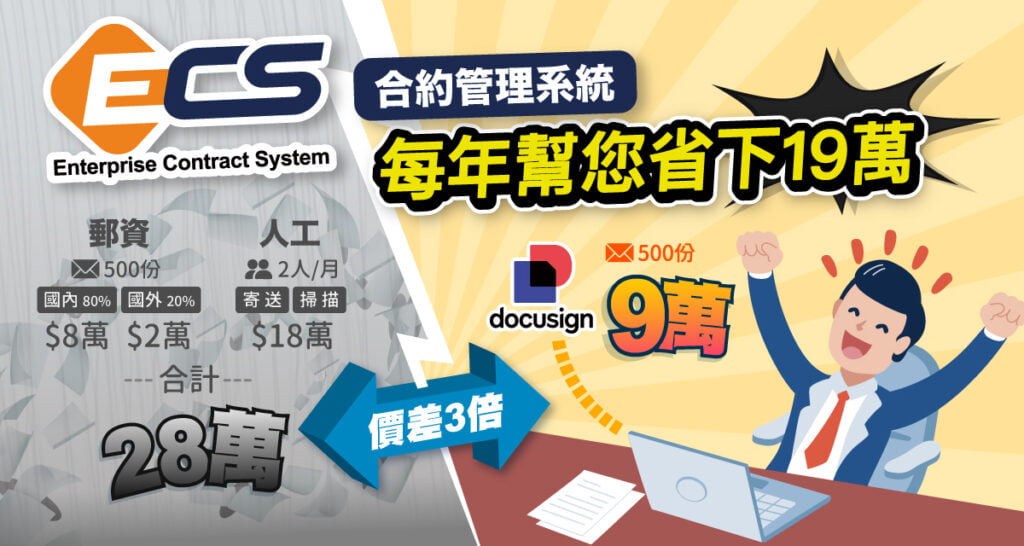 ECS
Enterprise Contract System
合約管理系統
每年幫您省下19萬
郵資
500份
國內 80% 國外 20%
$8萬 $2萬
人工
2人/月
寄送 掃描
$18萬
--- 合計 ---
28萬
價差3倍
docusign
500份
9萬